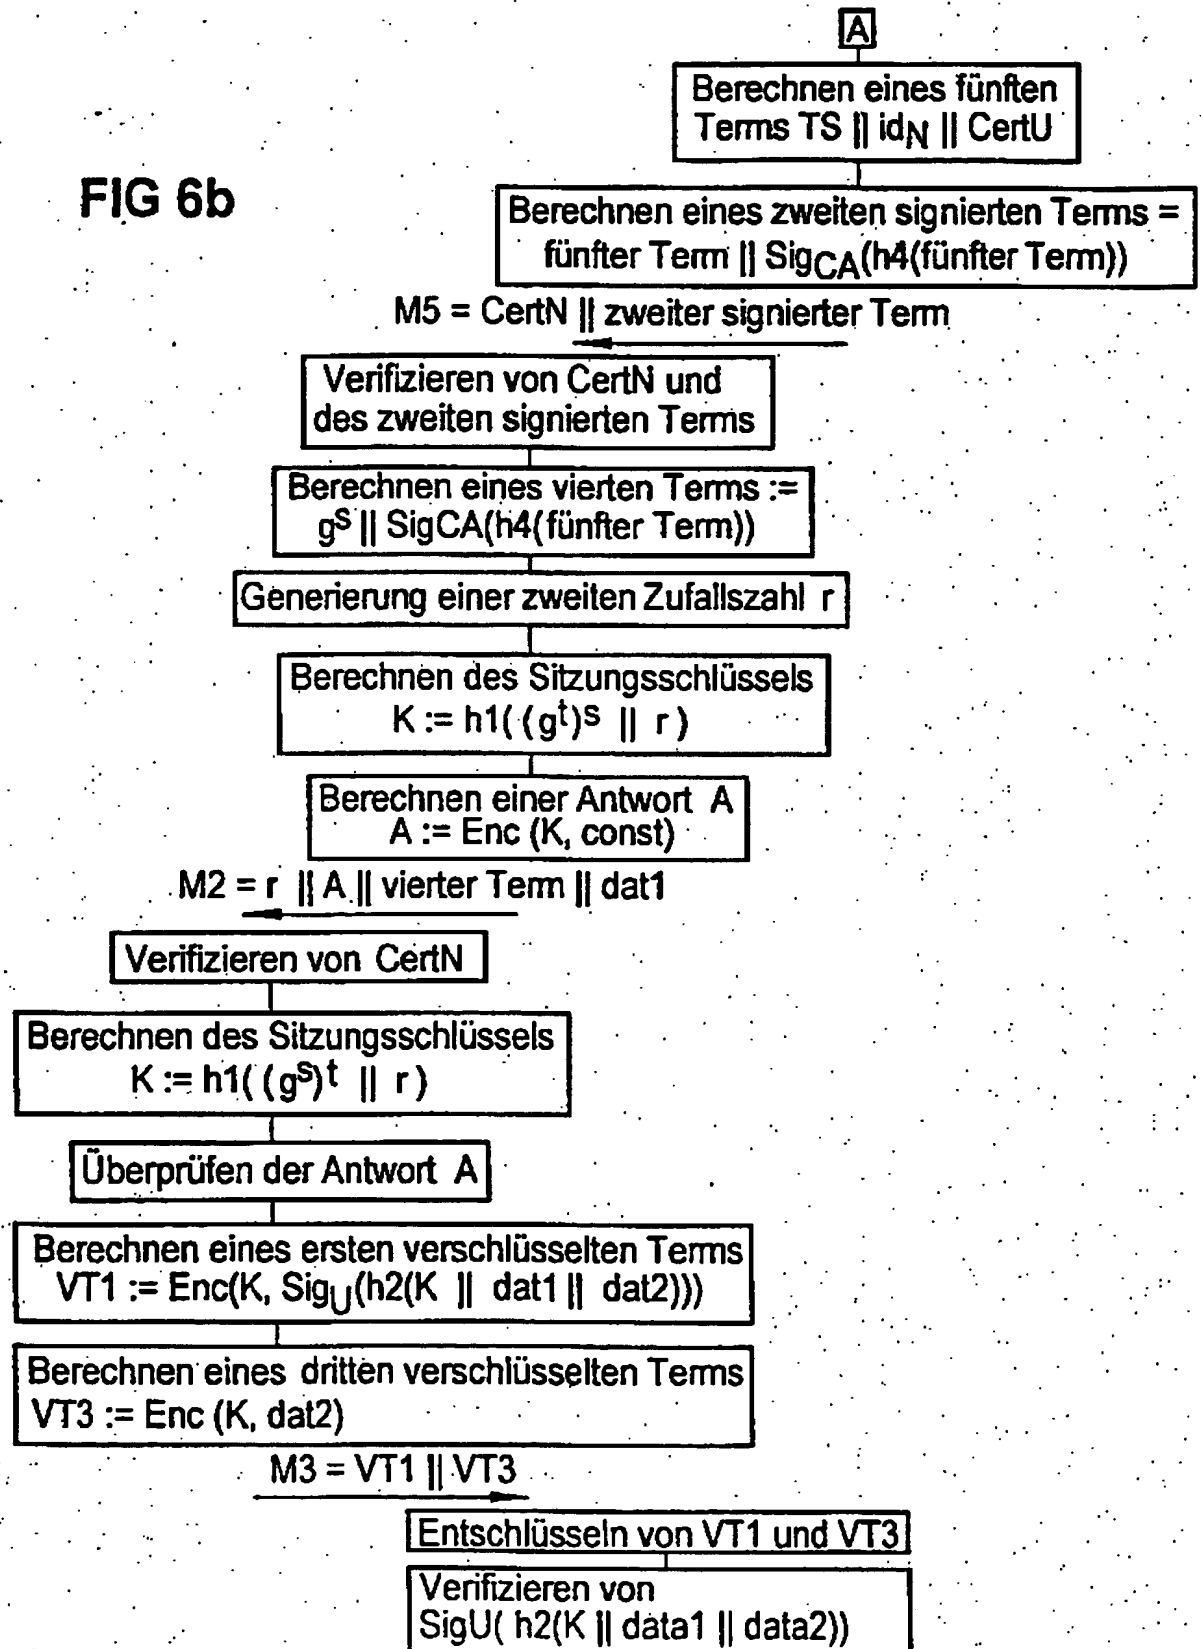 A
Berechnen eines fünften
Terms TS || idN || CertU
FIG 6b
Berechnen eines zweiten signierten Terms =
fünfter Term || SigCA(h4(fünfter Term))
M5 = CertN || zweiter signierter Term
Verifizieren von CertN und
des zweiten signierten Terms
Berechnen eines vierten Terms :=
g^s || SigCA(h4(fünfter Term))
Generierung einer zweiten Zufallszahl r
Berechnen des Sitzungsschlüssels
K := h1( (g^t)^s || r )
Berechnen einer Antwort A
A := Enc (K, const)
M2 = r || A || vierter Term || dat1
Verifizieren von CertN
Berechnen des Sitzungsschlüssels
K := h1( (g^s)^t || r )
Überprüfen der Antwort A
Berechnen eines ersten verschlüsselten Terms
VT1 := Enc(K, SigU(h2(K || dat1 || dat2)))
Berechnen eines dritten verschlüsselten Terms
VT3 := Enc (K, dat2)
M3 = VT1 || VT3
Entschlüsseln von VT1 und VT3
Verifizieren von
SigU( h2(K || data1 || data2))